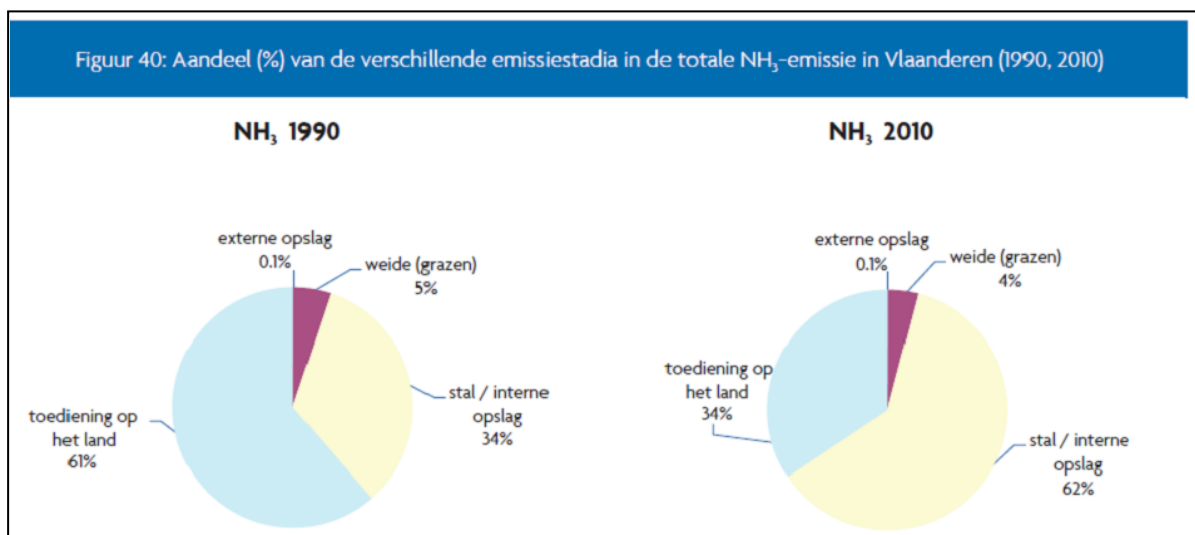 Figuur 40: Aandeel (%) van de verschillende emissiestadia in de totale NH₃-emissie in Vlaanderen (1990, 2010)
NH₃ 1990
externe opslag
0.1%
weide (grazen)
5%
stal / interne
opslag
34%
toediening op
het land
61%
NH₃ 2010
externe opslag
0.1%
weide (grazen)
4%
toediening op
het land
34%
stal / interne
opslag
62%